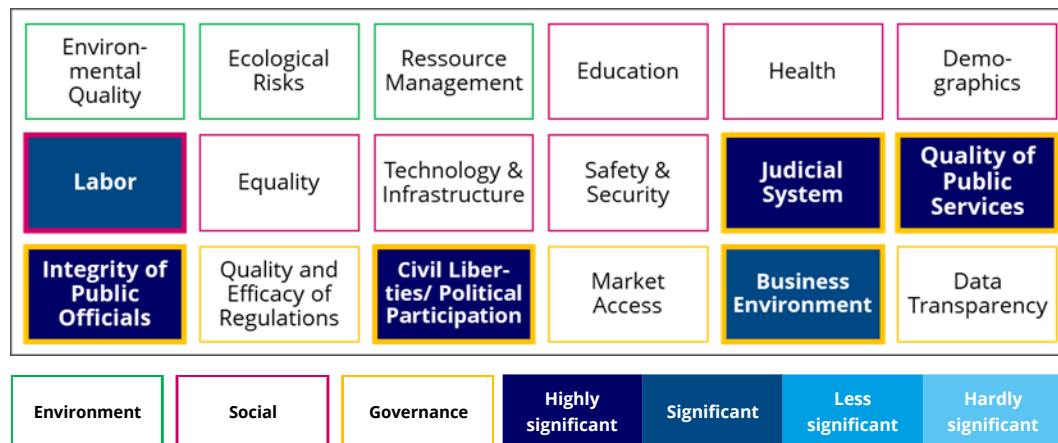 Environ-
mental
Quality
Ecological
Risks
Ressource
Management
Education
Health
Demo-
graphics
Labor
Equality
Technology &
Infrastructure
Safety &
Security
Judicial
System
Quality of
Public
Services
Integrity of
Public
Officials
Quality and
Efficacy of
Regulations
Civil Liber-
ties/ Political
Participation
Market
Access
Business
Environment
Data
Transparency
Environment
Social
Governance
Highly
significant
Significant
Less
significant
Hardly
significant